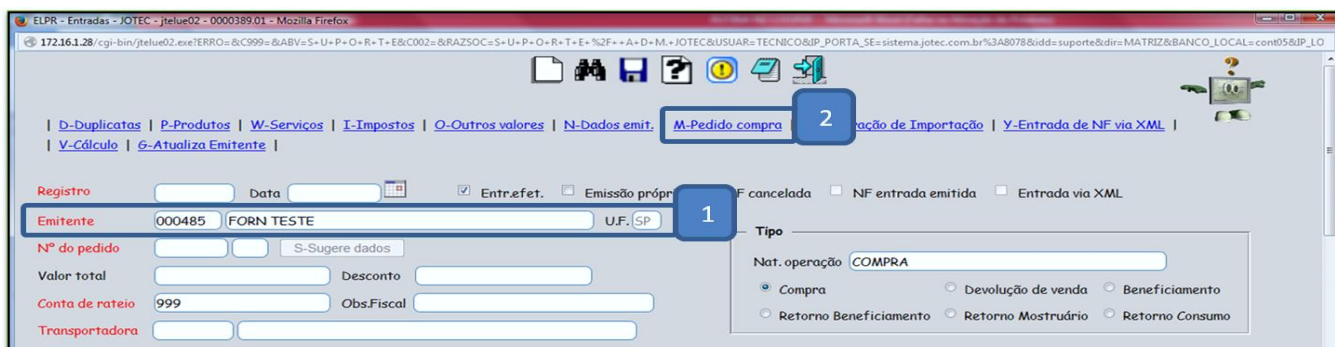 ELPR - Entradas - JOTEC - jtelue02 - 0000389.01 - Mozilla Firefox
172.16.1.28/cgi-bin/jtelue02.exe?ERRO=&C999=&ABV=S+U+P+O+R+T+E&C002=&RAZSOC=S+U+P+O+R+T+E+%2F++A+D+M.+JOTEC&USUAR=TECNICO&IP_PORTA_SE=sistema.jotec.com.br%3A8078&idd=suporte&dir=MATRIZ&BANCO_LOCAL=cont05&IP_LO
| D-Duplicatas | P-Produtos | W-Serviços | I-Impostos | O-Outros valores | N-Dados emit. | M-Pedido compra | 2 ração de Importação | Y-Entrada de NF via XML |
| V-Cálculo | G-Atualiza Emitente |
Registro Data Entr.efet. Emissão própr F cancelada NF entrada emitida Entrada via XML
Emitente 000485 FORN TESTE U.F. SP 1
Tipo
Nº do pedido S-Sugere dados
Nat. operação COMPRA
Valor total Desconto
Compra Devolução de venda Beneficiamento
Conta de rateio 999 Obs.Fiscal
Retorno Beneficiamento Retorno Mostruário Retorno Consumo
Transportadora